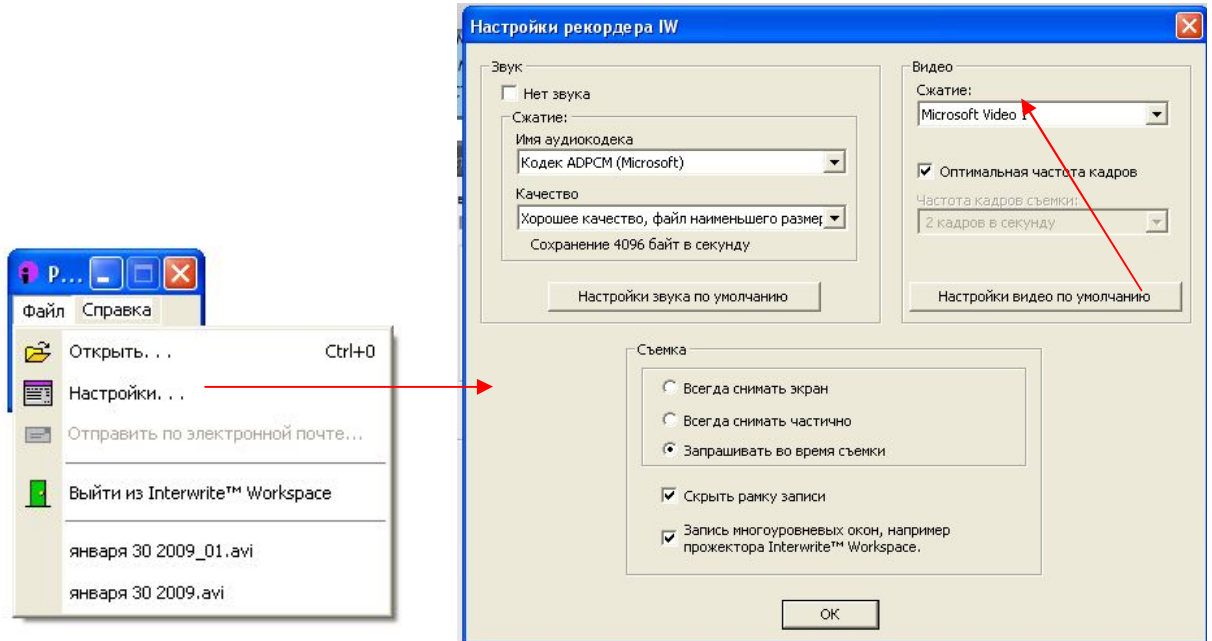 Р...
Файл Справка
Открыть. . . Ctrl+O
Настройки. . .
Отправить по электронной почте...
Выйти из Interwrite™ Workspace
января 30 2009_01.avi
января 30 2009.avi
Настройки рекордера IW
Звук
Нет звука
Сжатие:
Имя аудиокодека
Кодек ADPCM (Microsoft)
Качество
Хорошее качество, файл наименьшего размер
Сохранение 4096 байт в секунду
Настройки звука по умолчанию
Видео
Сжатие:
Microsoft Video 1
Оптимальная частота кадров
Частота кадров съемки:
2 кадров в секунду
Настройки видео по умолчанию
Съемка
Всегда снимать экран
Всегда снимать частично
Запрашивать во время съемки
Скрыть рамку записи
Запись многоуровневых окон, например
прожектора Interwrite™ Workspace.
OK